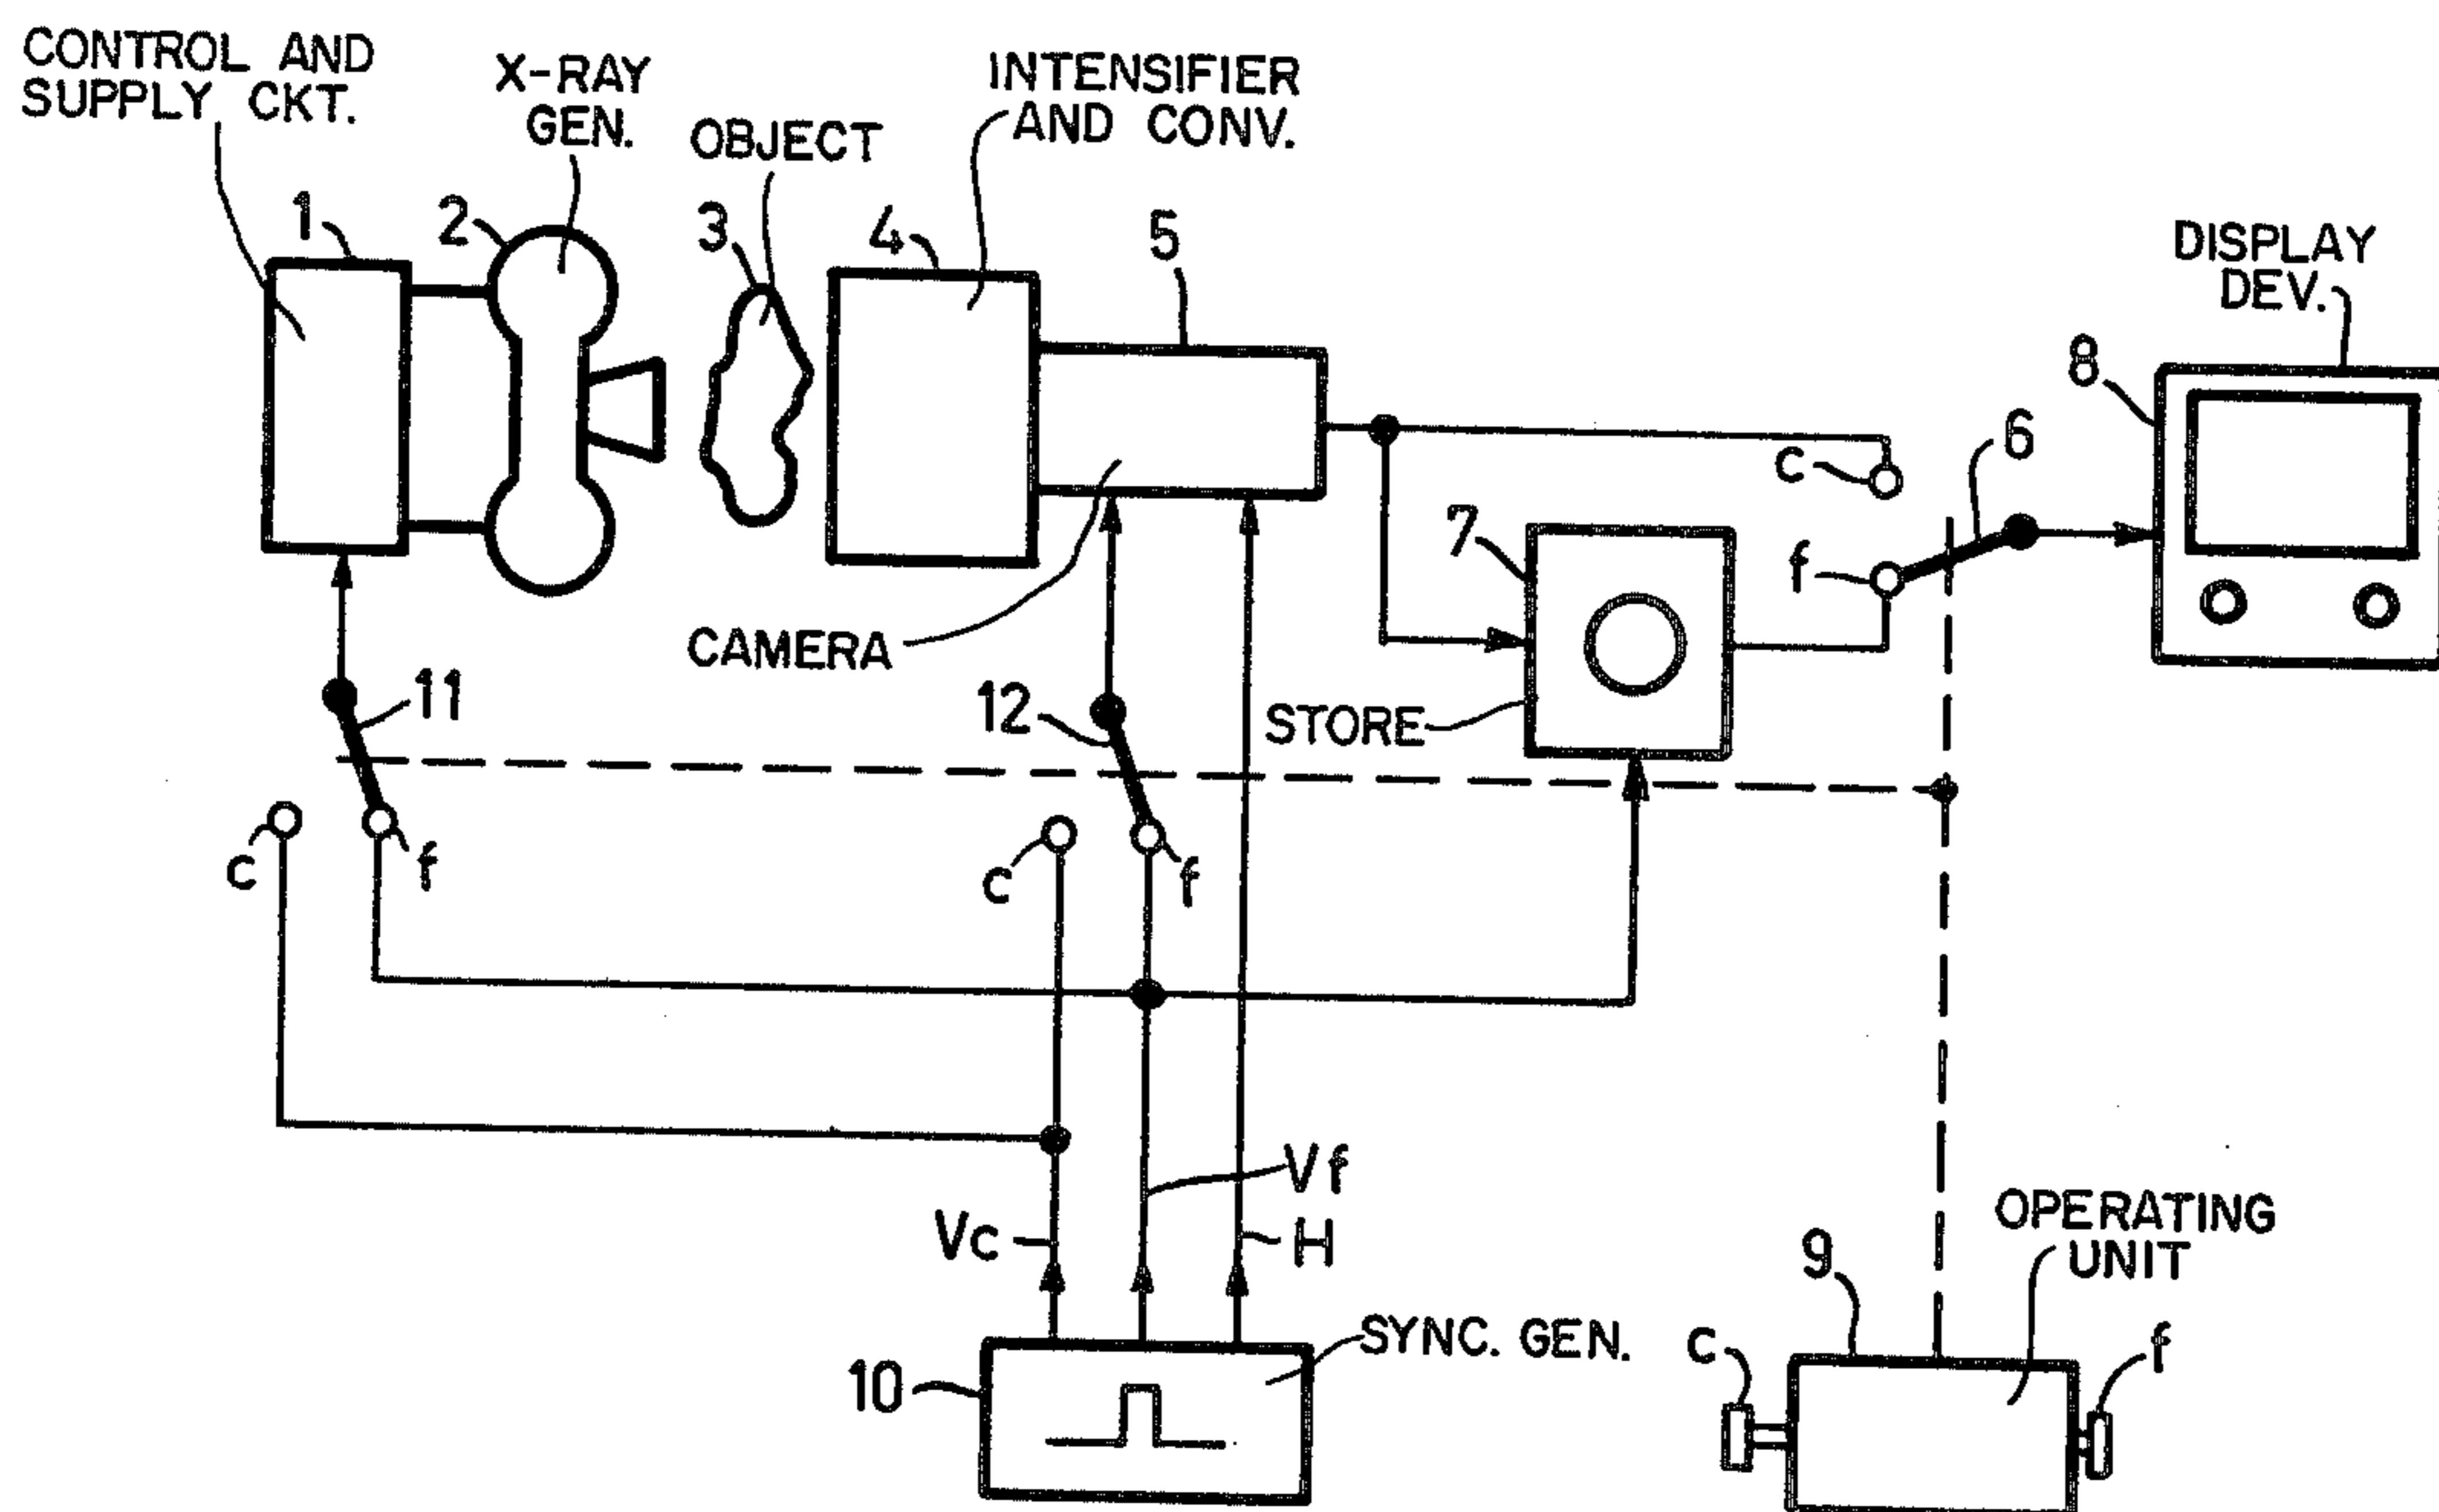 CONTROL AND
SUPPLY CKT.
X-RAY
GEN.
OBJECT
INTENSIFIER
AND CONV.
1
2
3
4
5
DISPLAY
DEV.
8
6
c
7
f
CAMERA
11
12
STORE
c
f
c
f
Vf
Vc
H
OPERATING
UNIT
9
SYNC. GEN.
10
c
f